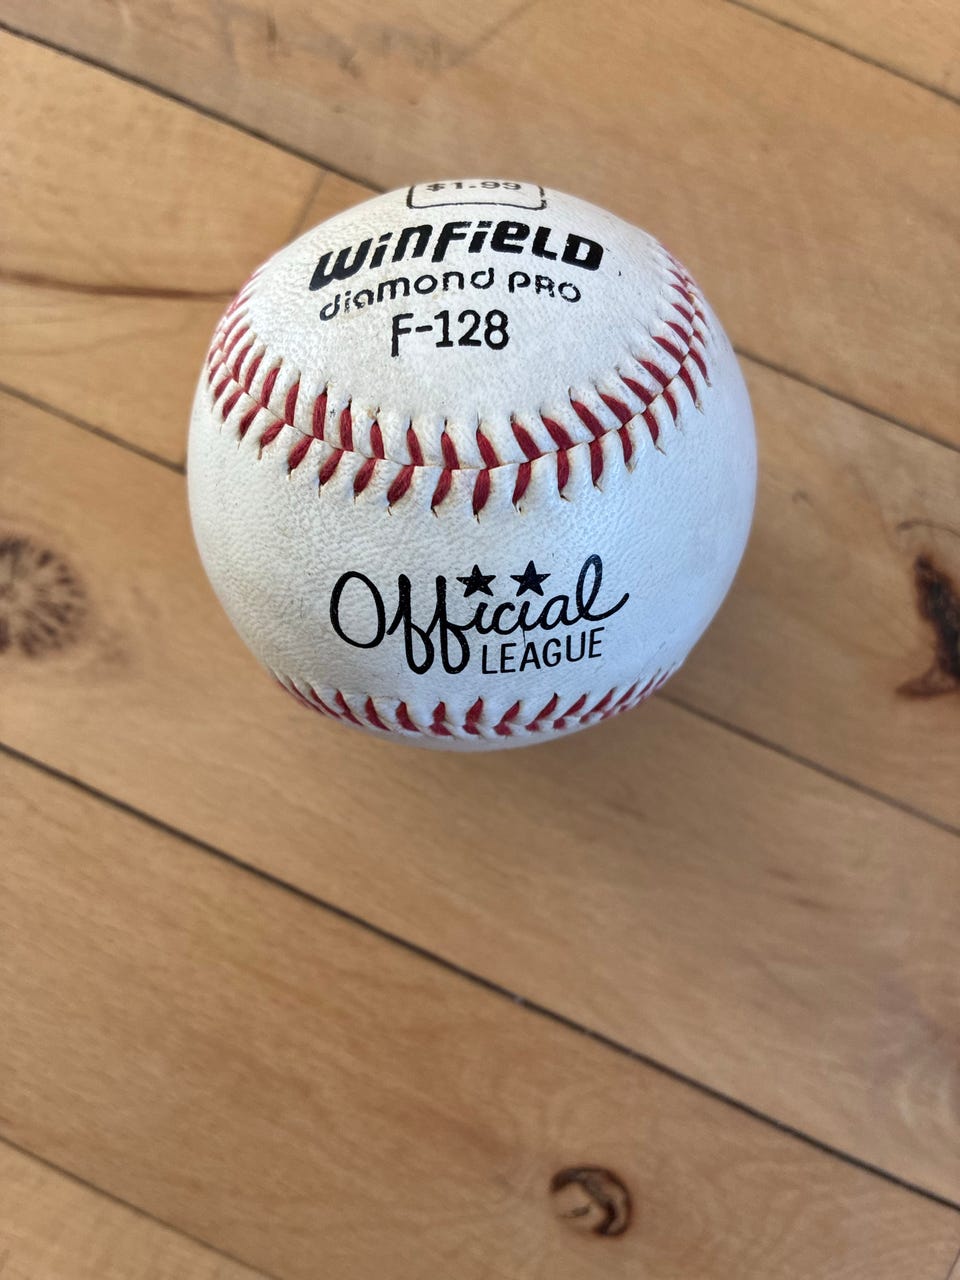 $1.99
WinFiELD
diamond PRO
F-128
Official
LEAGUE